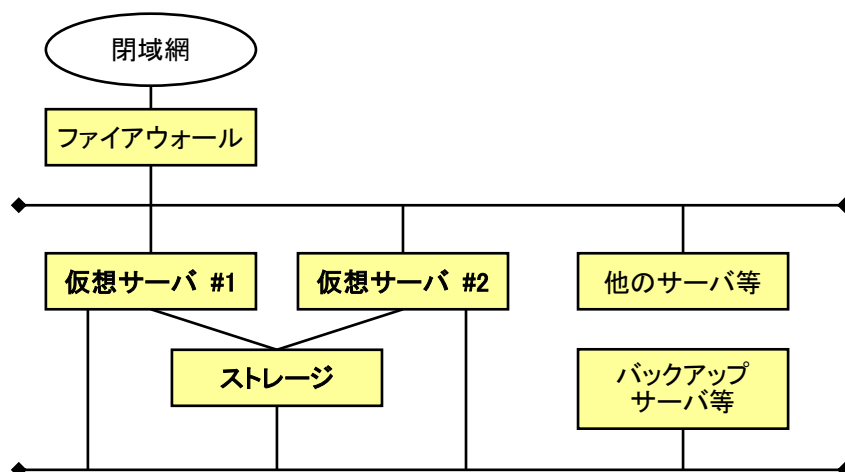 閉域網
ファイアウォール
仮想サーバ #1
仮想サーバ #2
他のサーバ等
ストレージ
バックアップ
サーバ等